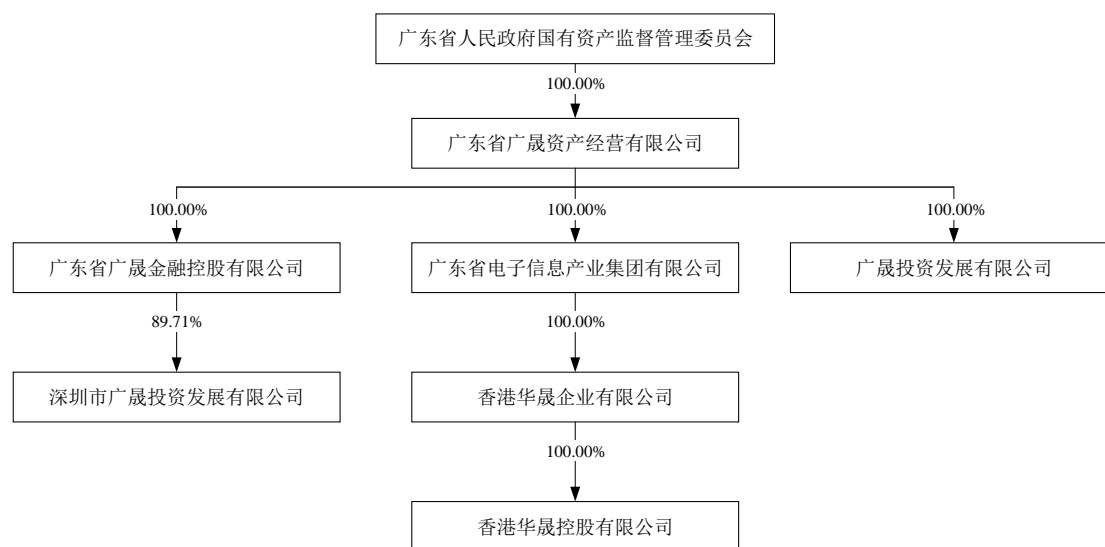 广东省人民政府国有资产监督管理委员会
100.00%
广东省广晟资产经营有限公司
100.00%
100.00%
100.00%
广东省广晟金融控股有限公司
广东省电子信息产业集团有限公司
广晟投资发展有限公司
89.71%
100.00%
深圳市广晟投资发展有限公司
香港华晟企业有限公司
100.00%
香港华晟控股有限公司